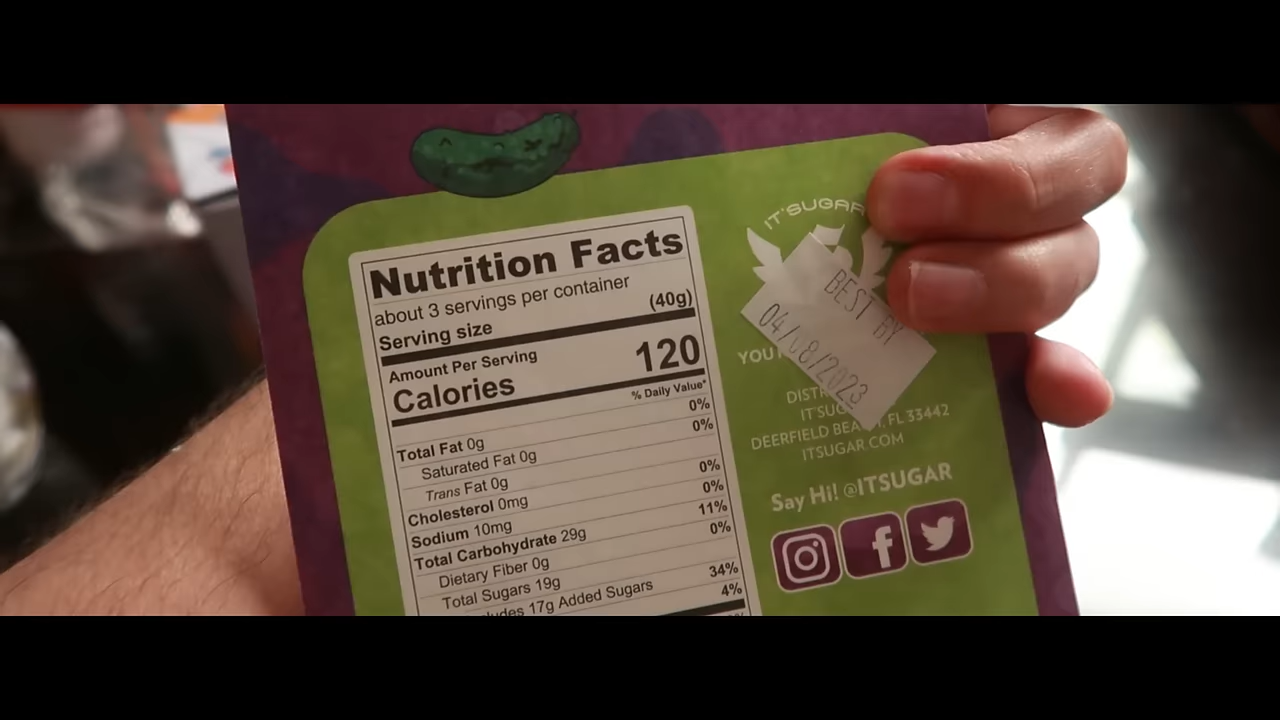 Nutrition Facts
about 3 servings per container
Serving size (40g)
Amount Per Serving
Calories 120
% Daily Value*
Total Fat 0g 0%
Saturated Fat 0g 0%
Trans Fat 0g
Cholesterol 0mg 0%
Sodium 10mg 0%
Total Carbohydrate 29g 11%
Dietary Fiber 0g 0%
Total Sugars 19g
17g Added Sugars 34%
4%
IT'SUGAR
BEST BY
04/08/2023
DEERFIELD BEACH, FL 33442
ITSUGAR.COM
Say Hi! @ITSUGAR